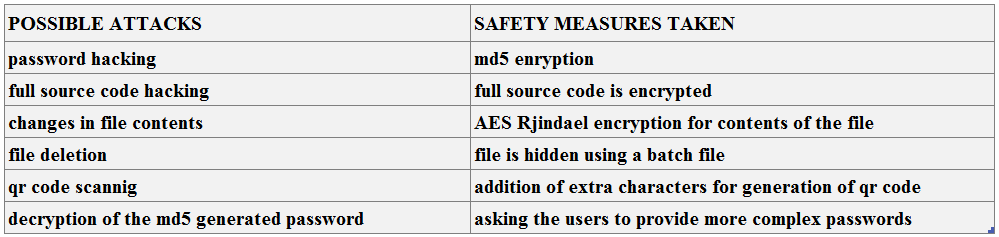 POSSIBLE ATTACKS SAFETY MEASURES TAKEN
password hacking md5 enryption
full source code hacking full source code is encrypted
changes in file contents AES Rjindael encryption for contents of the file
file deletion file is hidden using a batch file
qr code scannig addition of extra characters for generation of qr code
decryption of the md5 generated password asking the users to provide more complex passwords